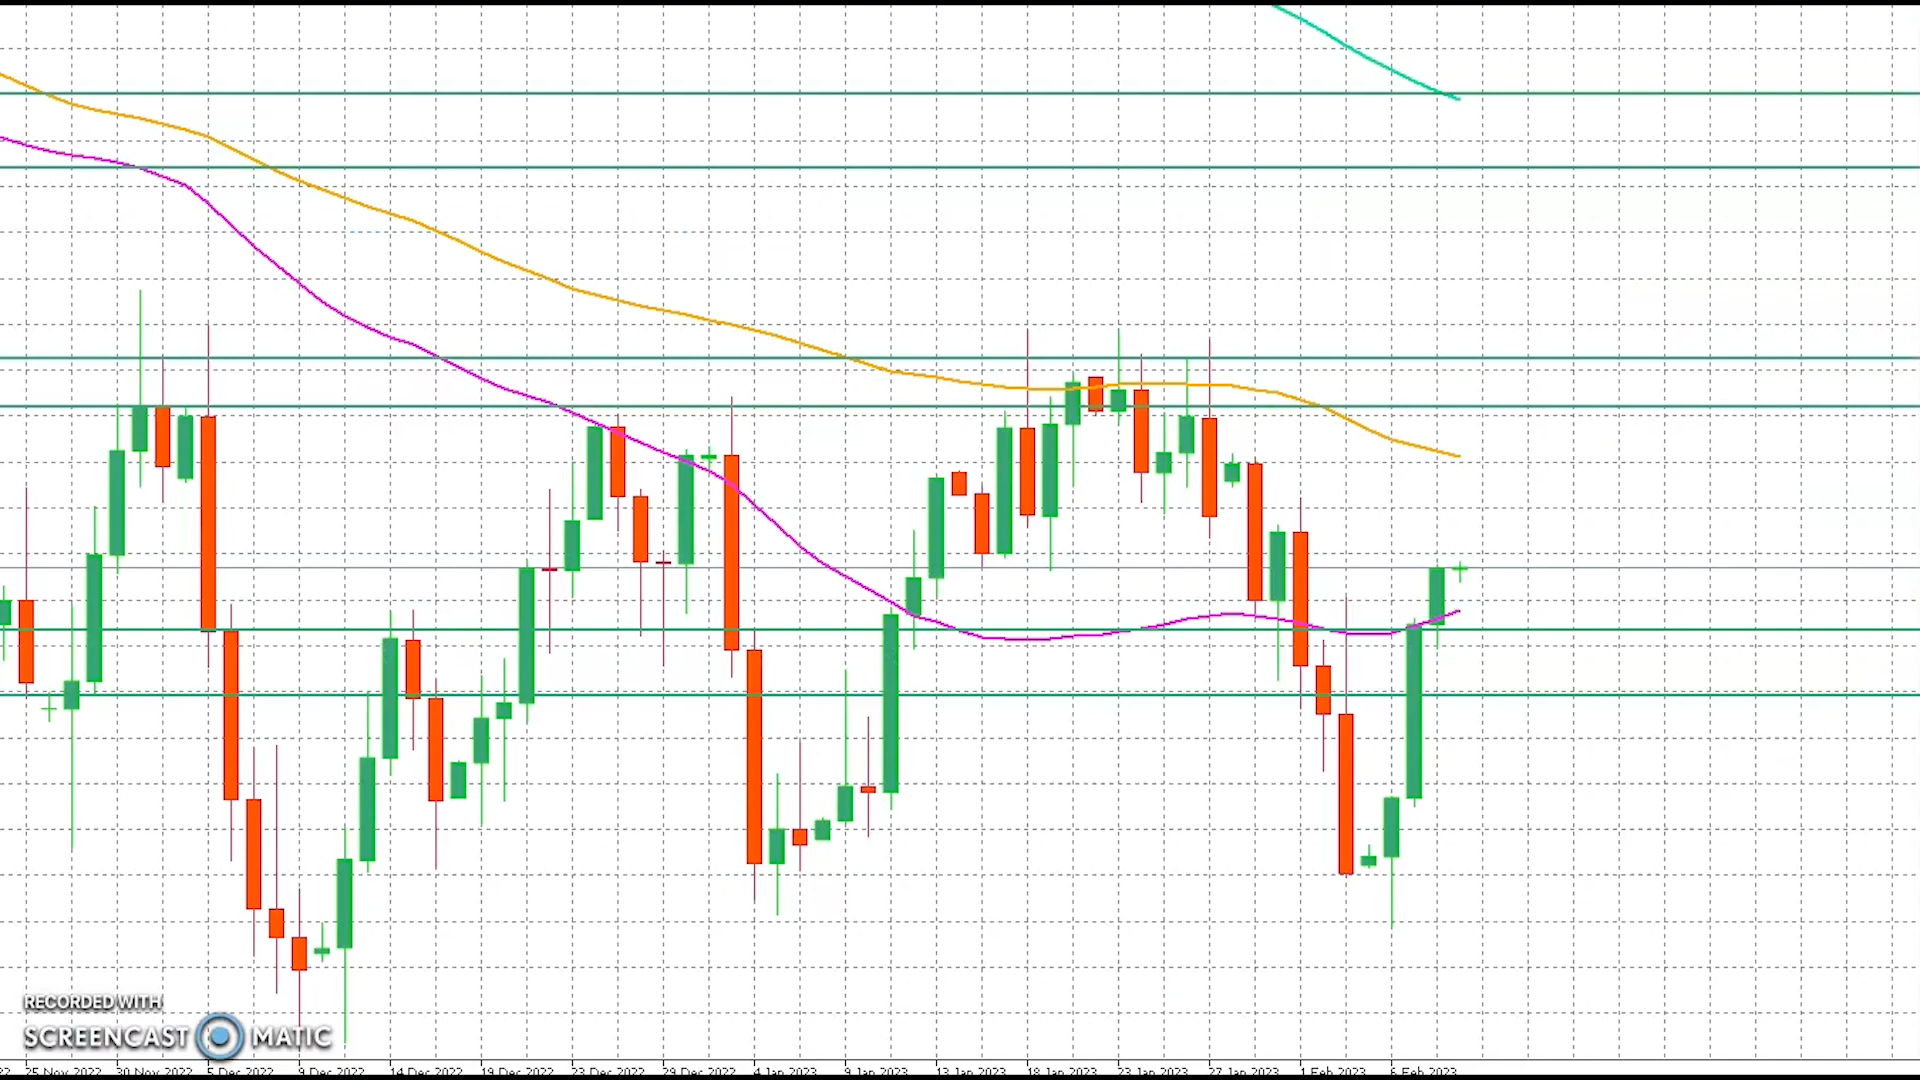 RECORDED WITH
SCREENCAST MATIC
22 25 Nov 2022 30 Nov 2022 5 Dec 2022 9 Dec 2022 14 Dec 2022 19 Dec 2022 23 Dec 2022 29 Dec 2022 4 Jan 2023 9 Jan 2023 13 Jan 2023 18 Jan 2023 23 Jan 2023 27 Jan 2023 1 Feb 2023 6 Feb 2023